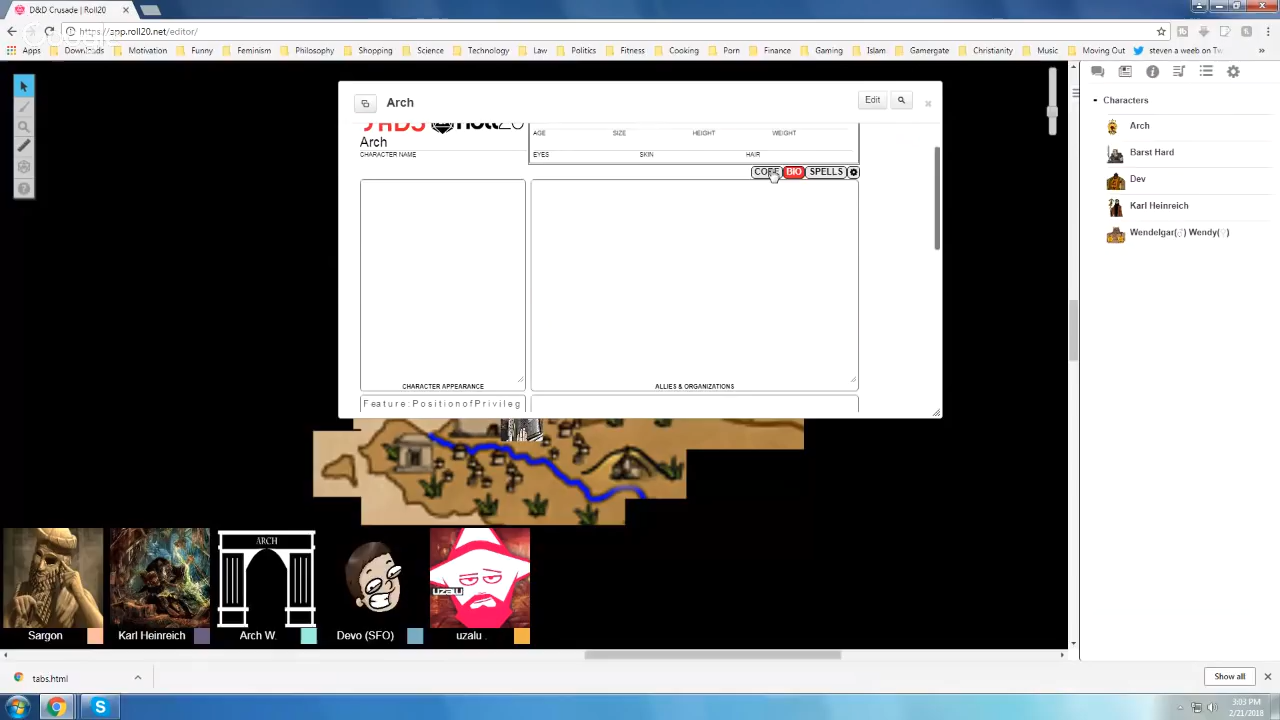 D&D Crusade | Roll20
https://app.roll20.net/editor/
Apps Downloads Motivation Funny Feminism Philosophy Shopping Science Technology Law Politics Fitness Cooking Porn Finance Gaming Islam Gamergate Christianity Music Moving Out steven a web on Tw
Arch
Edit
roll20
Arch
CHARACTER NAME
AGE SIZE HEIGHT WEIGHT
EYES SKIN HAIR
CORE BIO SPELLS
CHARACTER APPEARANCE
ALLIES & ORGANIZATIONS
Feature:PositionofPrivileg
Characters
Arch
Barst Hard
Dev
Karl Heinreich
ARCH
uzalu
Sargon
Karl Heinreich
Arch W.
Devo (SFO)
uzalu .
tabs.html
Show all
3:03 PM
2/21/2018